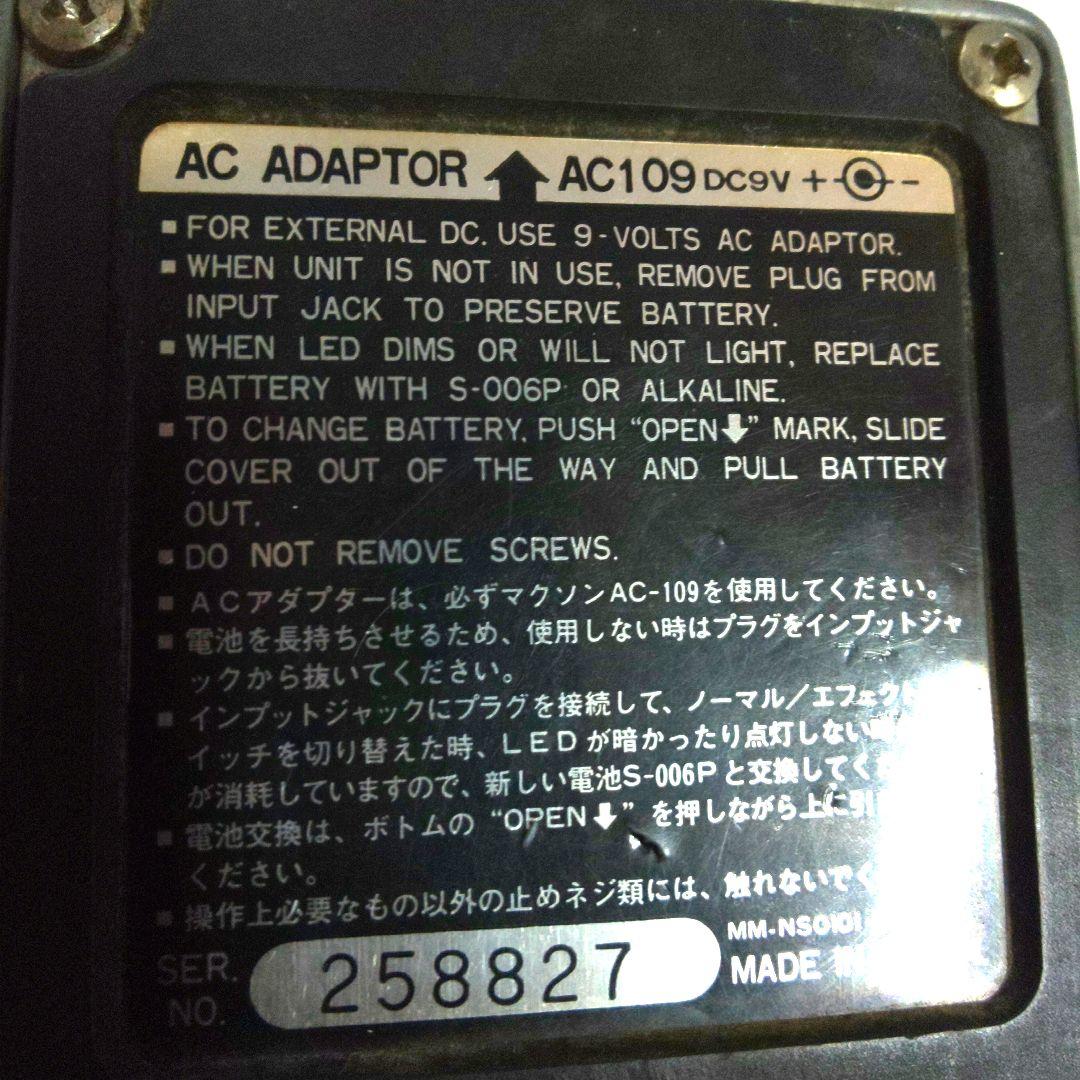 AC ADAPTOR AC109 DC9V + -
▪ FOR EXTERNAL DC. USE 9-VOLTS AC ADAPTOR.
▪ WHEN UNIT IS NOT IN USE, REMOVE PLUG FROM
INPUT JACK TO PRESERVE BATTERY.
▪ WHEN LED DIMS OR WILL NOT LIGHT, REPLACE
BATTERY WITH S-006P OR ALKALINE.
▪ TO CHANGE BATTERY, PUSH “OPEN⬇” MARK, SLIDE
COVER OUT OF THE WAY AND PULL BATTERY
OUT.
▪ DO NOT REMOVE SCREWS.
▪ ACアダプターは、必ずマクソンAC-109を使用してください。
▪ 電池を長持ちさせるため、使用しない時はプラグをインプットジャ
ックから抜いてください。
▪ インプットジャックにプラグを接続して、ノーマル/エフェクト
イッチを切り替えた時、LEDが暗かったり点灯しない
が消耗していますので、新しい電池S-006Pと交換してく
▪ 電池交換は、ボトムの “OPEN⬇” を押しながら上に引
ください。
▪ 操作上必要なもの以外の止めネジ類には、触れないでく
MM-NS0101
SER. NO. 258827
MADE